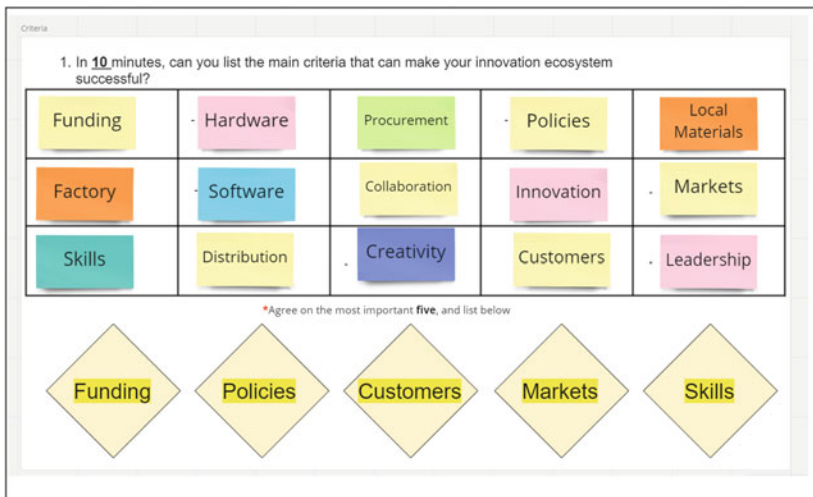 Criteria
1. In 10 minutes, can you list the main criteria that can make your innovation ecosystem
successful?
Funding
Hardware
Procurement
Policies
Local
Materials
Factory
Software
Collaboration
Innovation
Markets
Skills
Distribution
Creativity
Customers
Leadership
*Agree on the most important five, and list below
Funding
Policies
Customers
Markets
Skills